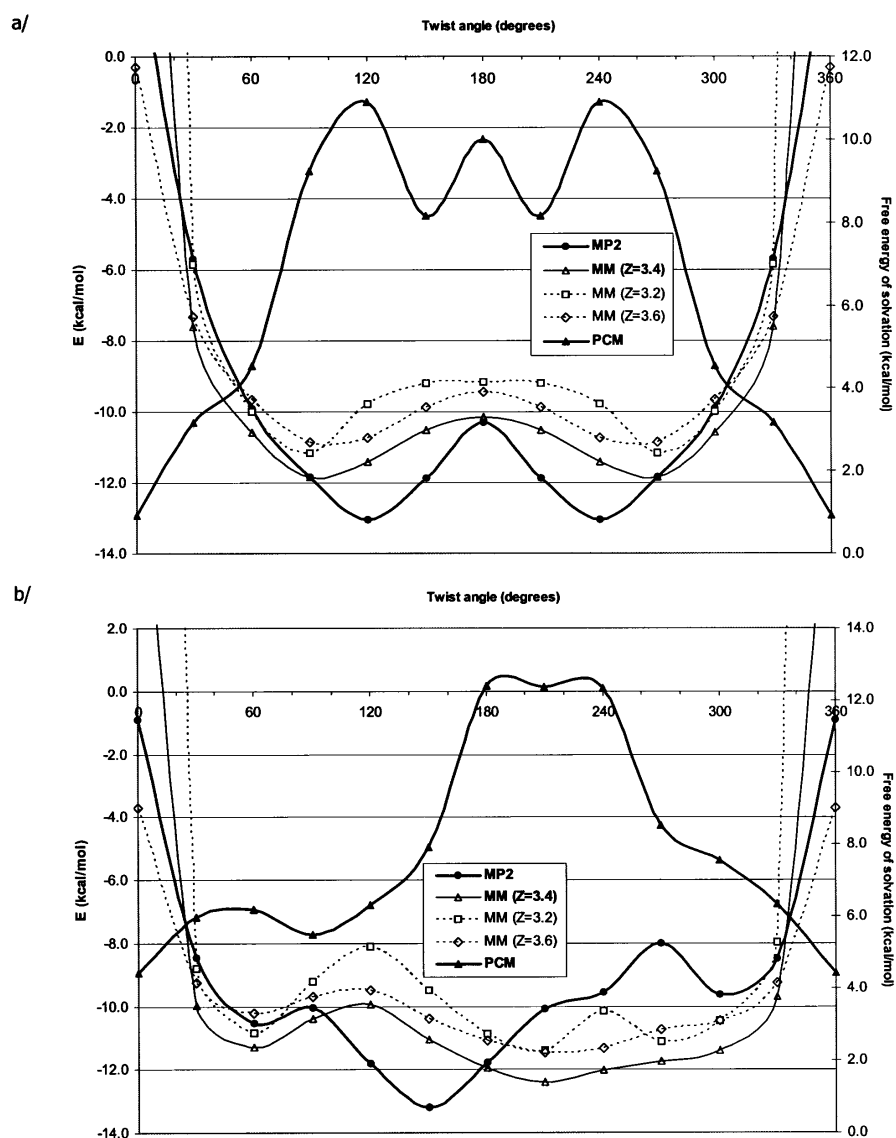 a/
Twist angle (degrees)
0.0
-2.0
-4.0
-6.0
-8.0
-10.0
-12.0
-14.0
E (kcal/mol)
0
60
120
180
240
300
360
12.0
10.0
8.0
6.0
4.0
2.0
0.0
Free energy of solvation (kcal/mol)
MP2
MM (Z=3.4)
MM (Z=3.2)
MM (Z=3.6)
PCM
b/
Twist angle (degrees)
2.0
0.0
-2.0
-4.0
-6.0
-8.0
-10.0
-12.0
-14.0
E (kcal/mol)
0
60
120
180
240
300
360
14.0
12.0
10.0
8.0
6.0
4.0
2.0
0.0
Free energy of solvation (kcal/mol)
MP2
MM (Z=3.4)
MM (Z=3.2)
MM (Z=3.6)
PCM